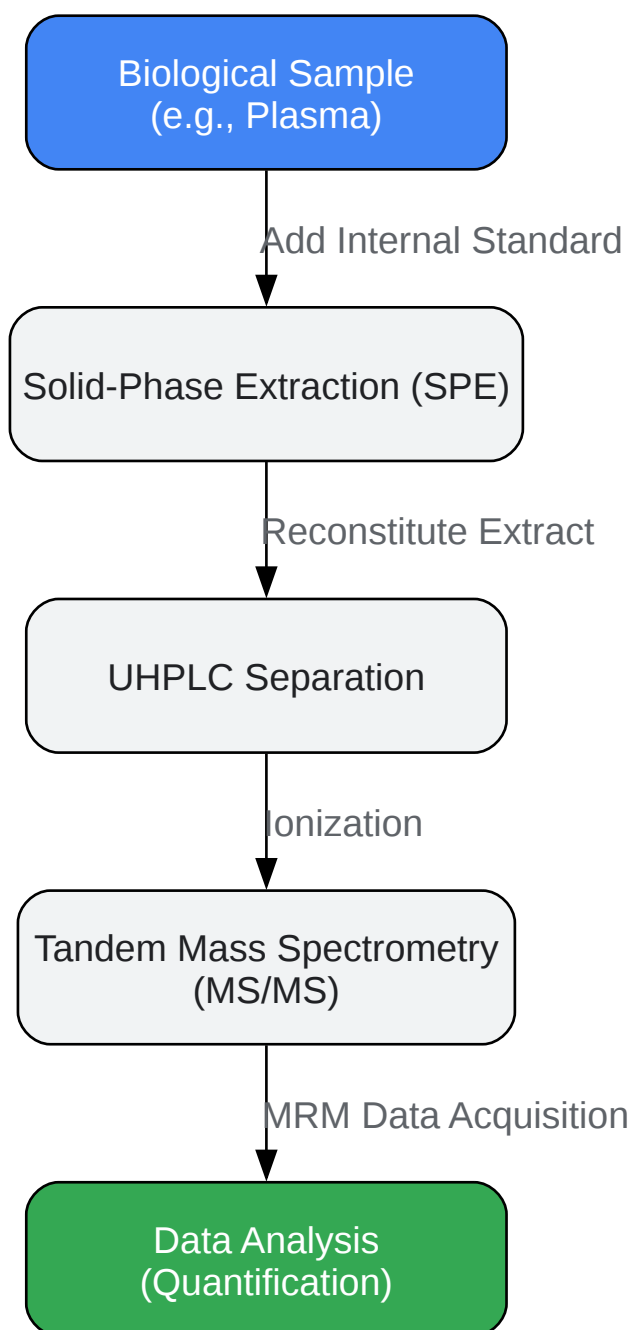 Biological Sample
(e.g., Plasma)
Add Internal Standard
Solid-Phase Extraction (SPE)
Reconstitute Extract
UHPLC Separation
Ionization
Tandem Mass Spectrometry
(MS/MS)
MRM Data Acquisition
Data Analysis
(Quantification)